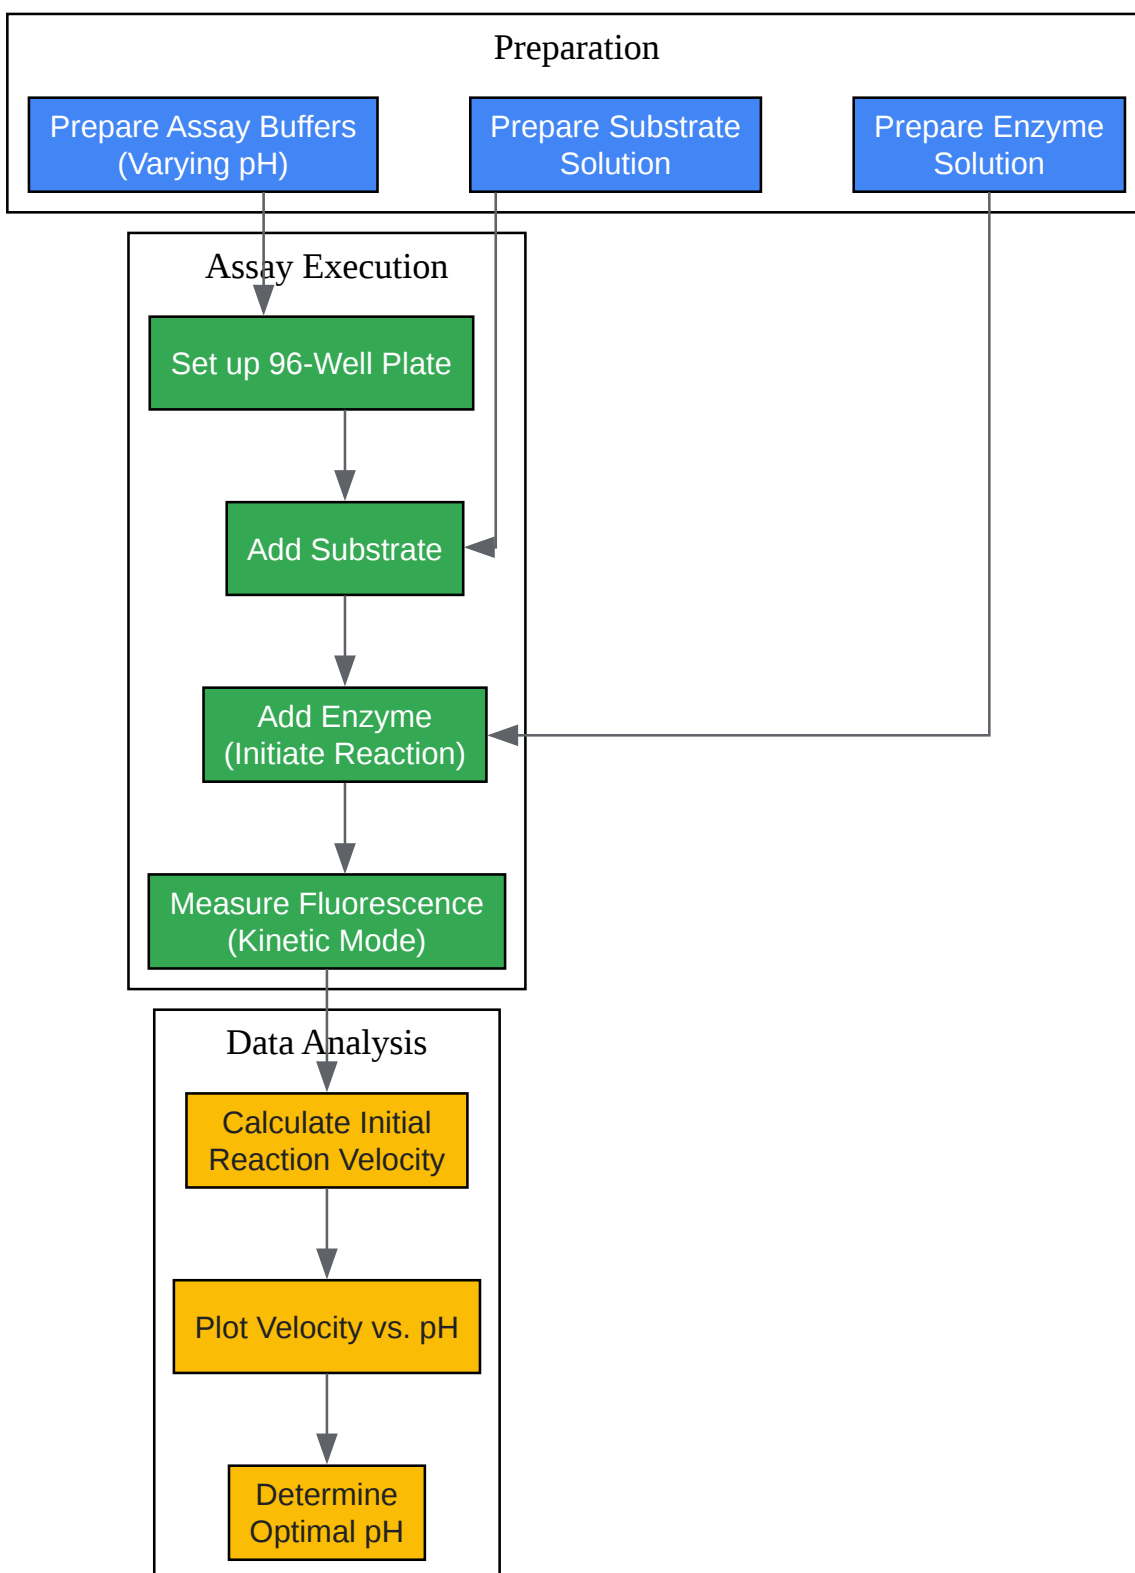 Preparation
Prepare Assay Buffers
(Varying pH)
Prepare Substrate
Solution
Prepare Enzyme
Solution
Assay Execution
Set up 96-Well Plate
Add Substrate
Add Enzyme
(Initiate Reaction)
Measure Fluorescence
(Kinetic Mode)
Data Analysis
Calculate Initial
Reaction Velocity
Plot Velocity vs. pH
Determine
Optimal pH